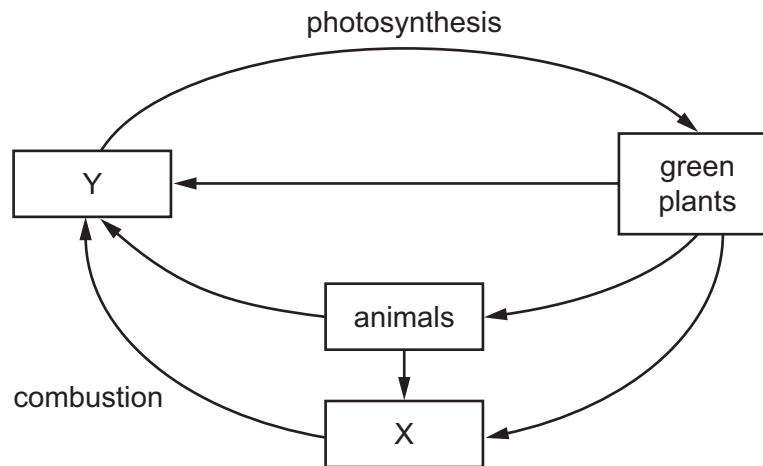 photosynthesis
Y
green
plants
animals
combustion
X